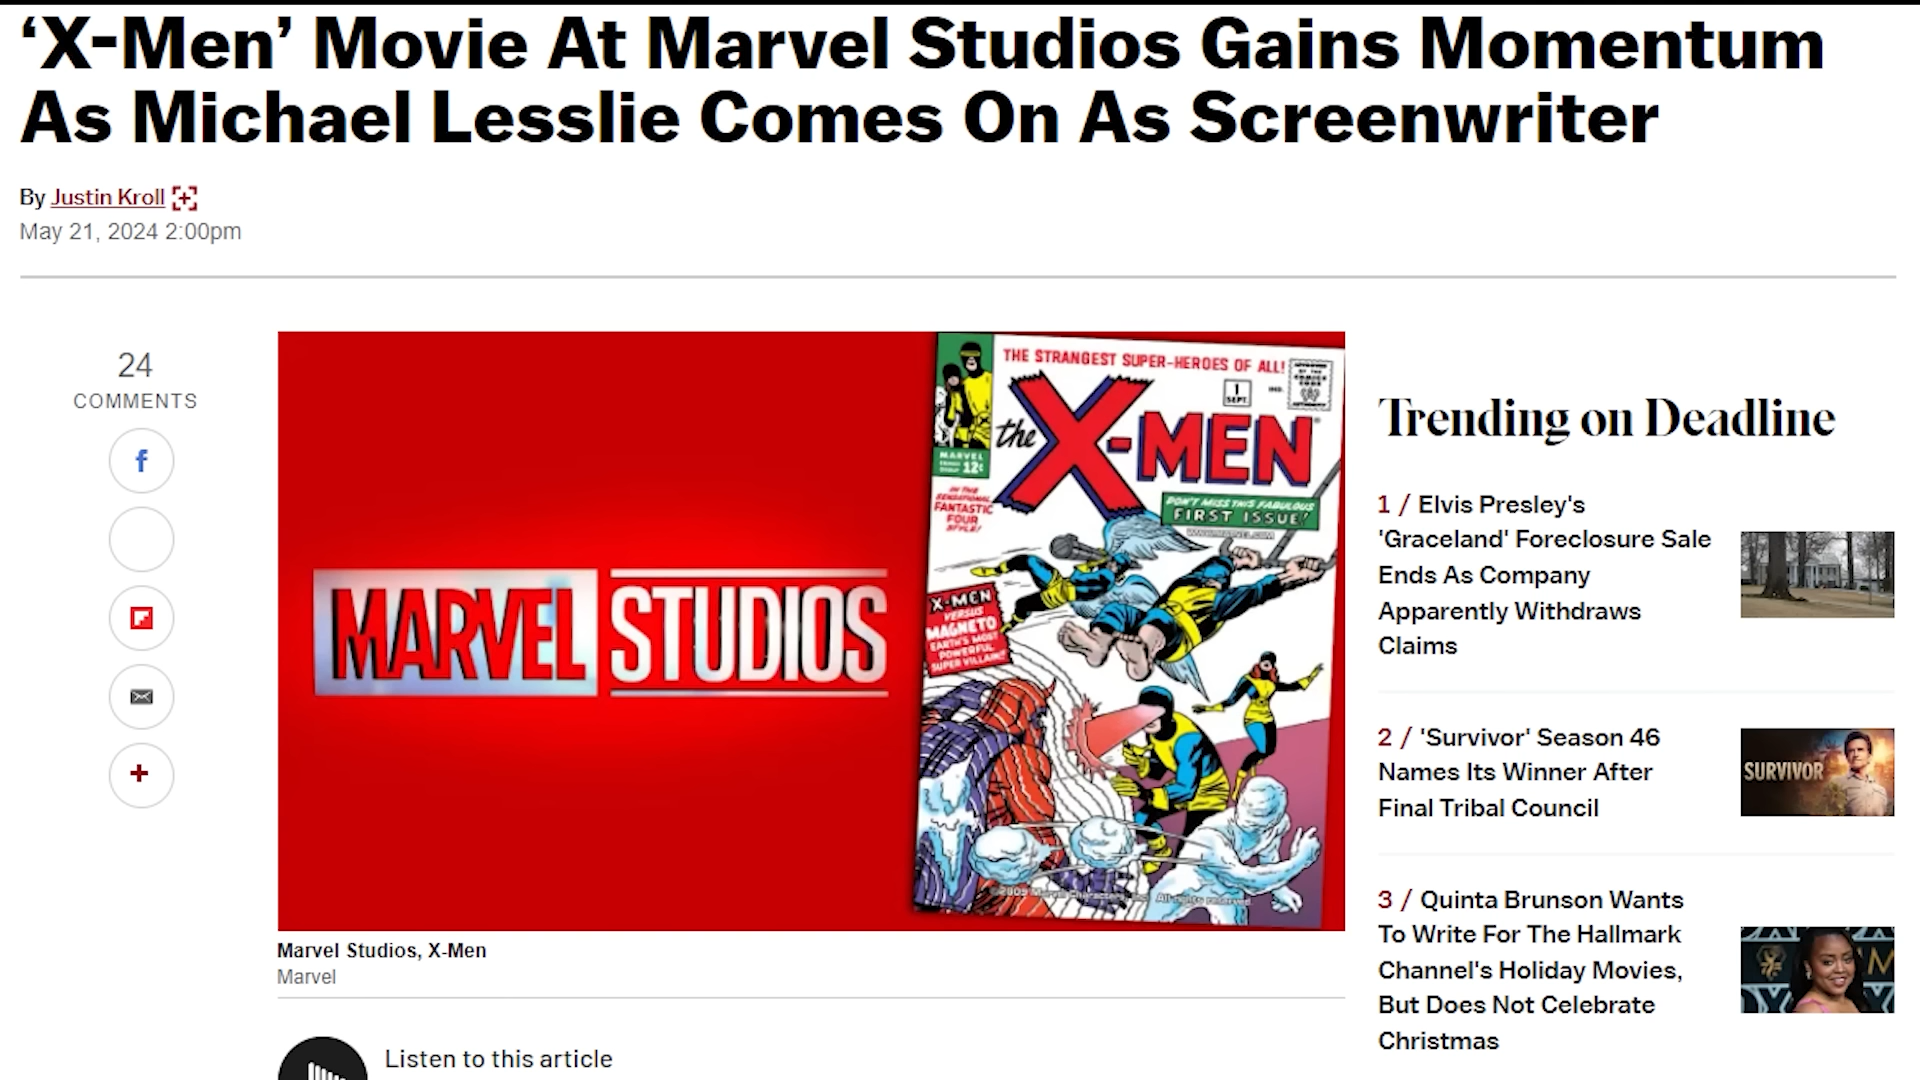 ‘X-Men’ Movie At Marvel Studios Gains Momentum
As Michael Lesslie Comes On As Screenwriter
By Justin Kroll
May 21, 2024 2:00pm
24
COMMENTS
MARVEL STUDIOS
THE STRANGEST SUPER-HEROES OF ALL!
1
SEPT.
IND.
the X-MEN
MARVEL
12¢
IN THE
SENSATIONAL
FANTASTIC
FOUR
STYLE!
DON'T MISS THIS FABULOUS
FIRST ISSUE!
WWW.MARVEL.COM
X-MEN
VERSUS
MAGNETO
EARTH'S MOST
POWERFUL
SUPER VILLAIN!
Marvel Studios, X-Men
Marvel
Listen to this article
Trending on Deadline
1 / Elvis Presley's
'Graceland' Foreclosure Sale
Ends As Company
Apparently Withdraws
Claims
2 / 'Survivor' Season 46
Names Its Winner After
Final Tribal Council
SURVIVOR
3 / Quinta Brunson Wants
To Write For The Hallmark
Channel's Holiday Movies,
But Does Not Celebrate
Christmas